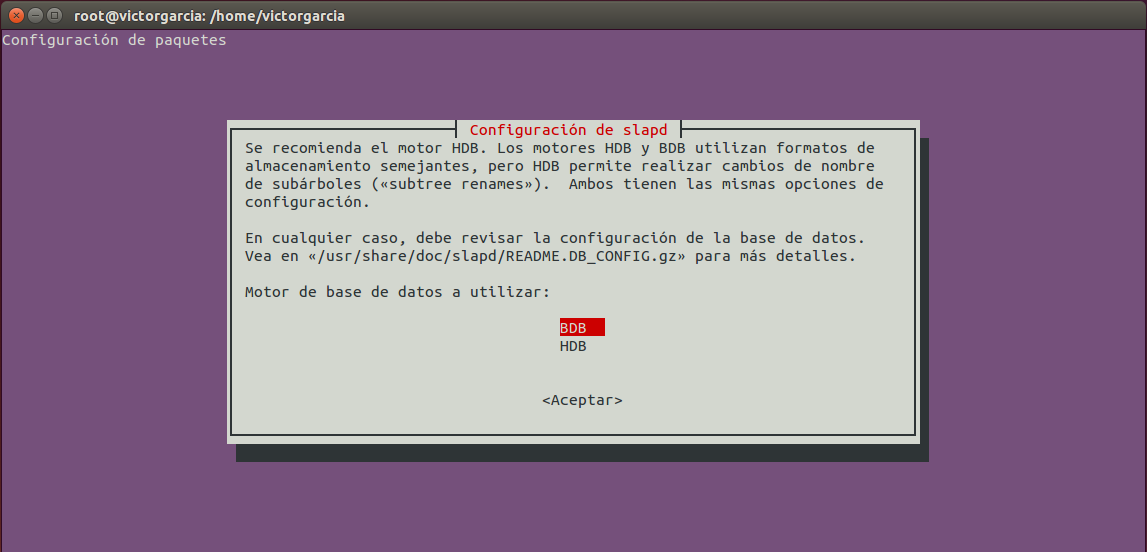 root@victorgarcia: /home/victorgarcia
Configuración de paquetes
Configuración de slapd
Se recomienda el motor HDB. Los motores HDB y BDB utilizan formatos de
almacenamiento semejantes, pero HDB permite realizar cambios de nombre
de subárboles («subtree renames»).  Ambos tienen las mismas opciones de
configuración.
En cualquier caso, debe revisar la configuración de la base de datos.
Vea en «/usr/share/doc/slapd/README.DB_CONFIG.gz» para más detalles.
Motor de base de datos a utilizar:
BDB
HDB
<Aceptar>